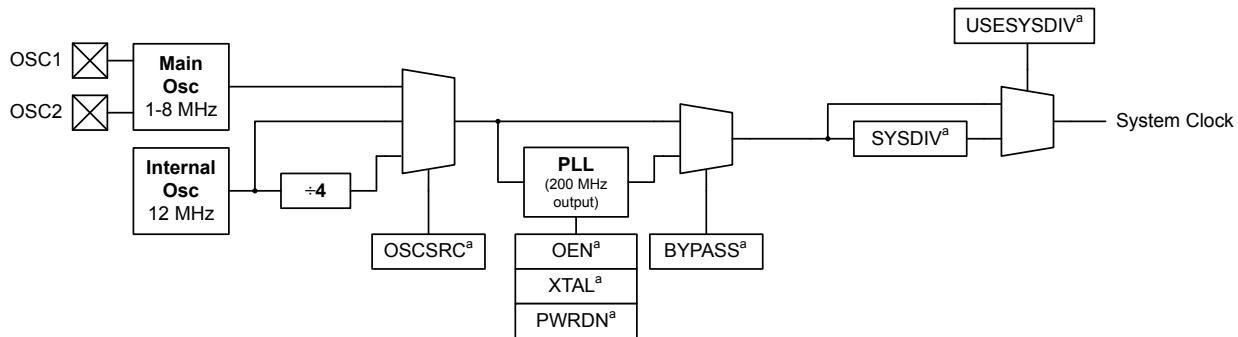 USESYSDIVᵃ
OSC1
OSC2
Main
Osc
1-8 MHz
System Clock
SYSDIVᵃ
Internal
Osc
12 MHz
÷4
PLL
(200 MHz
output)
OSCSRCᵃ
OENᵃ
XTALᵃ
PWRDNᵃ
BYPASSᵃ